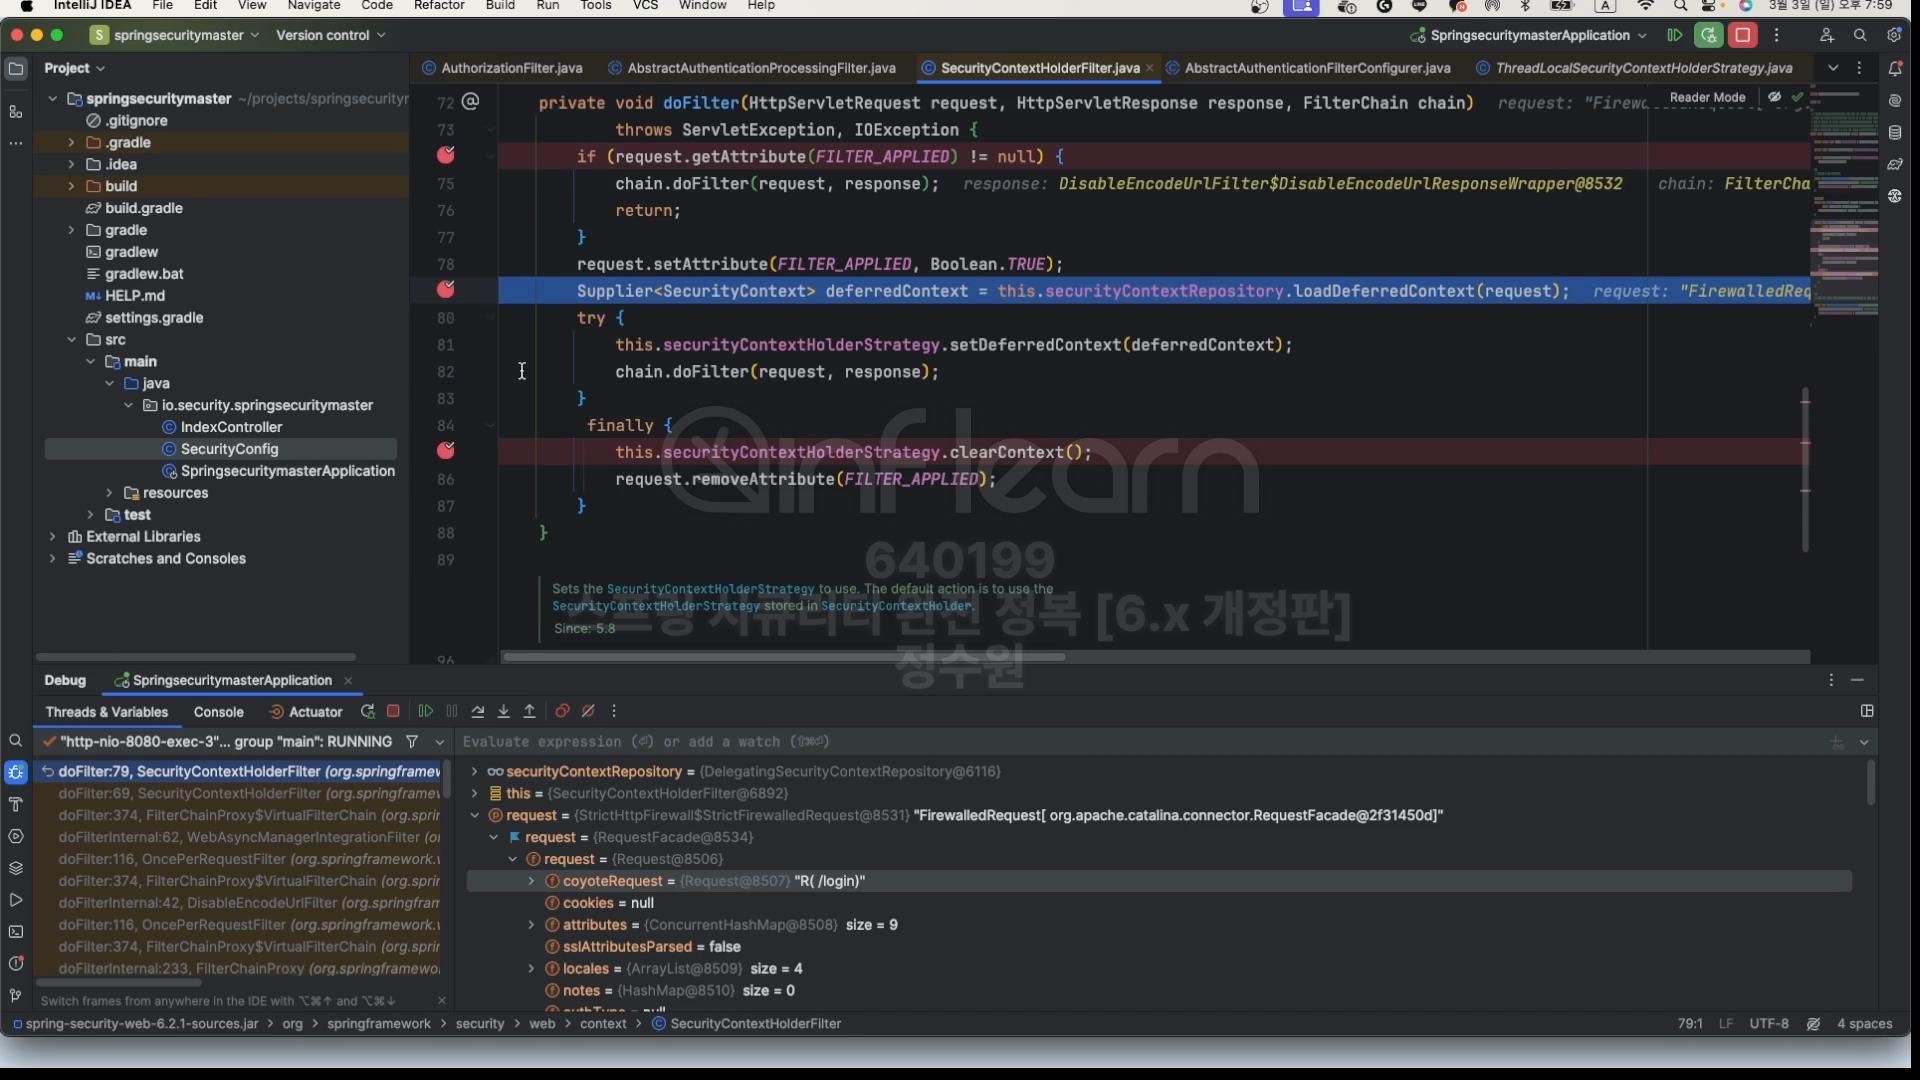 IntelliJ IDEA File Edit View Navigate Code Refactor Build Run Tools VCS Window Help
3월 3일 (일) 오후 7:59
springsecuritymaster Version control
SpringsecuritymasterApplication
Project
AuthorizationFilter.java AbstractAuthenticationProcessingFilter.java SecurityContextHolderFilter.java AbstractAuthenticationFilterConfigurer.java ThreadLocalSecurityContextHolderStrategy.java
springsecuritymaster ~/projects/springsecurity
.gitignore
.gradle
.idea
build
build.gradle
gradle
gradlew
gradlew.bat
HELP.md
settings.gradle
src
main
java
io.security.springsecuritymaster
IndexController
SecurityConfig
SpringsecuritymasterApplication
resources
test
External Libraries
Scratches and Consoles
Reader Mode
72 private void doFilter(HttpServletRequest request, HttpServletResponse response, FilterChain chain) request: "Firew
73 throws ServletException, IOException {
if (request.getAttribute(FILTER_APPLIED) != null) {
75 chain.doFilter(request, response); response: DisableEncodeUrlFilter$DisableEncodeUrlResponseWrapper@8532 chain: FilterCha
76 return;
77 }
78 request.setAttribute(FILTER_APPLIED, Boolean.TRUE);
Supplier<SecurityContext> deferredContext = this.securityContextRepository.loadDeferredContext(request); request: "FirewalledReq
80 try {
81 this.securityContextHolderStrategy.setDeferredContext(deferredContext);
82 chain.doFilter(request, response);
83 }
84 finally {
this.securityContextHolderStrategy.clearContext();
86 request.removeAttribute(FILTER_APPLIED);
87 }
88 }
89
Sets the SecurityContextHolderStrategy to use. The default action is to use the
SecurityContextHolderStrategy stored in SecurityContextHolder.
Since: 5.8
96
inflearn
640199
스프링 시큐리티 완전 정복 [6.x 개정판]
정수원
Debug SpringsecuritymasterApplication
Threads & Variables Console Actuator
"http-nio-8080-exec-3"... group "main": RUNNING
Evaluate expression (⏎) or add a watch (⇧⌘⏎)
doFilter:79, SecurityContextHolderFilter (org.springframew
doFilter:69, SecurityContextHolderFilter (org.springframew
doFilter:374, FilterChainProxy$VirtualFilterChain (org.sprin
doFilterInternal:62, WebAsyncManagerIntegrationFilter (o
doFilter:116, OncePerRequestFilter (org.springframework.w
doFilter:374, FilterChainProxy$VirtualFilterChain (org.sprin
doFilterInternal:42, DisableEncodeUrlFilter (org.springfram
doFilter:116, OncePerRequestFilter (org.springframework.w
doFilter:374, FilterChainProxy$VirtualFilterChain (org.sprin
doFilterInternal:233, FilterChainProxy (org.springframewo
Switch frames from anywhere in the IDE with ⌥⌘↑ and ⌥⌘↓
securityContextRepository = {DelegatingSecurityContextRepository@6116}
this = {SecurityContextHolderFilter@6892}
request = {StrictHttpFirewall$StrictFirewalledRequest@8531} "FirewalledRequest[ org.apache.catalina.connector.RequestFacade@2f31450d]"
request = {RequestFacade@8534}
request = {Request@8506}
coyoteRequest = {Request@8507} "R( /login)"
cookies = null
attributes = {ConcurrentHashMap@8508} size = 9
sslAttributesParsed = false
locales = {ArrayList@8509} size = 4
notes = {HashMap@8510} size = 0
authType = null
spring-security-web-6.2.1-sources.jar > org > springframework > security > web > context > SecurityContextHolderFilter
79:1 LF UTF-8 4 spaces